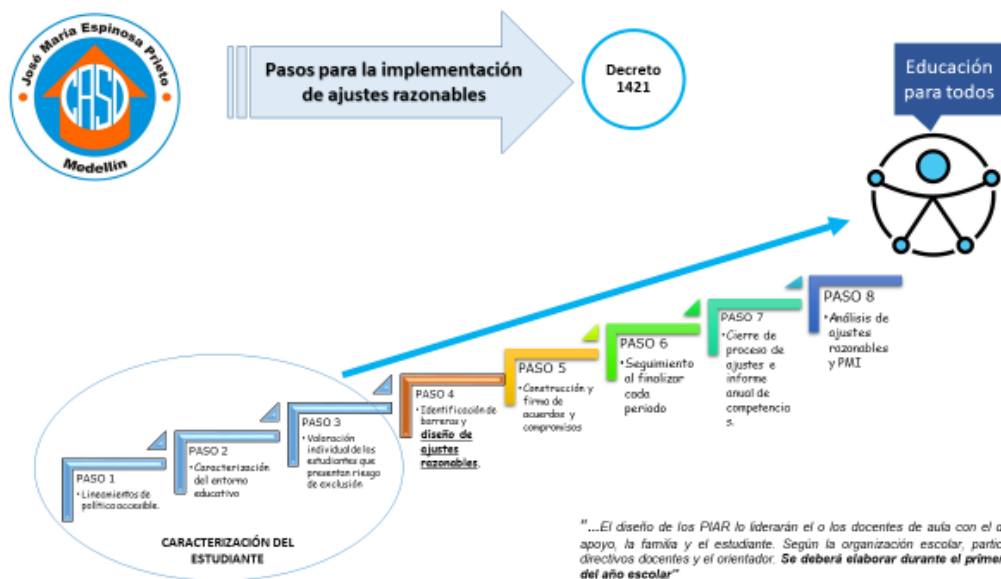 José María Espinosa Prieto
CASD
Medellín
Pasos para la implementación
de ajustes razonables
Decreto
1421
Educación
para todos
PASO 1
•Lineamientos de
política accesible.
PASO 2
•Caracterización
del entorno
educativo
PASO 3
•Valoración
individual de los
estudiantes que
presentan riesgo
de exclusión
PASO 4
•Identificación de
barreras y
diseño de
ajustes
razonables.
PASO 5
•Construcción y
firma de
acuerdos y
compromisos
PASO 6
•Seguimiento
al finalizar
cada
periodo
PASO 7
•Cierre de
proceso de
ajustes e
informe
anual de
competencia
s.
PASO 8
•Análisis de
ajustes
razonables
y PMI
CARACTERIZACIÓN DEL
ESTUDIANTE
"...El diseño de los PIAR lo liderarán el o los docentes de aula con el
apoyo, la familia y el estudiante. Según la organización escolar,
directivos docentes y el orientador. Se deberá elaborar durante el
del año escolar"